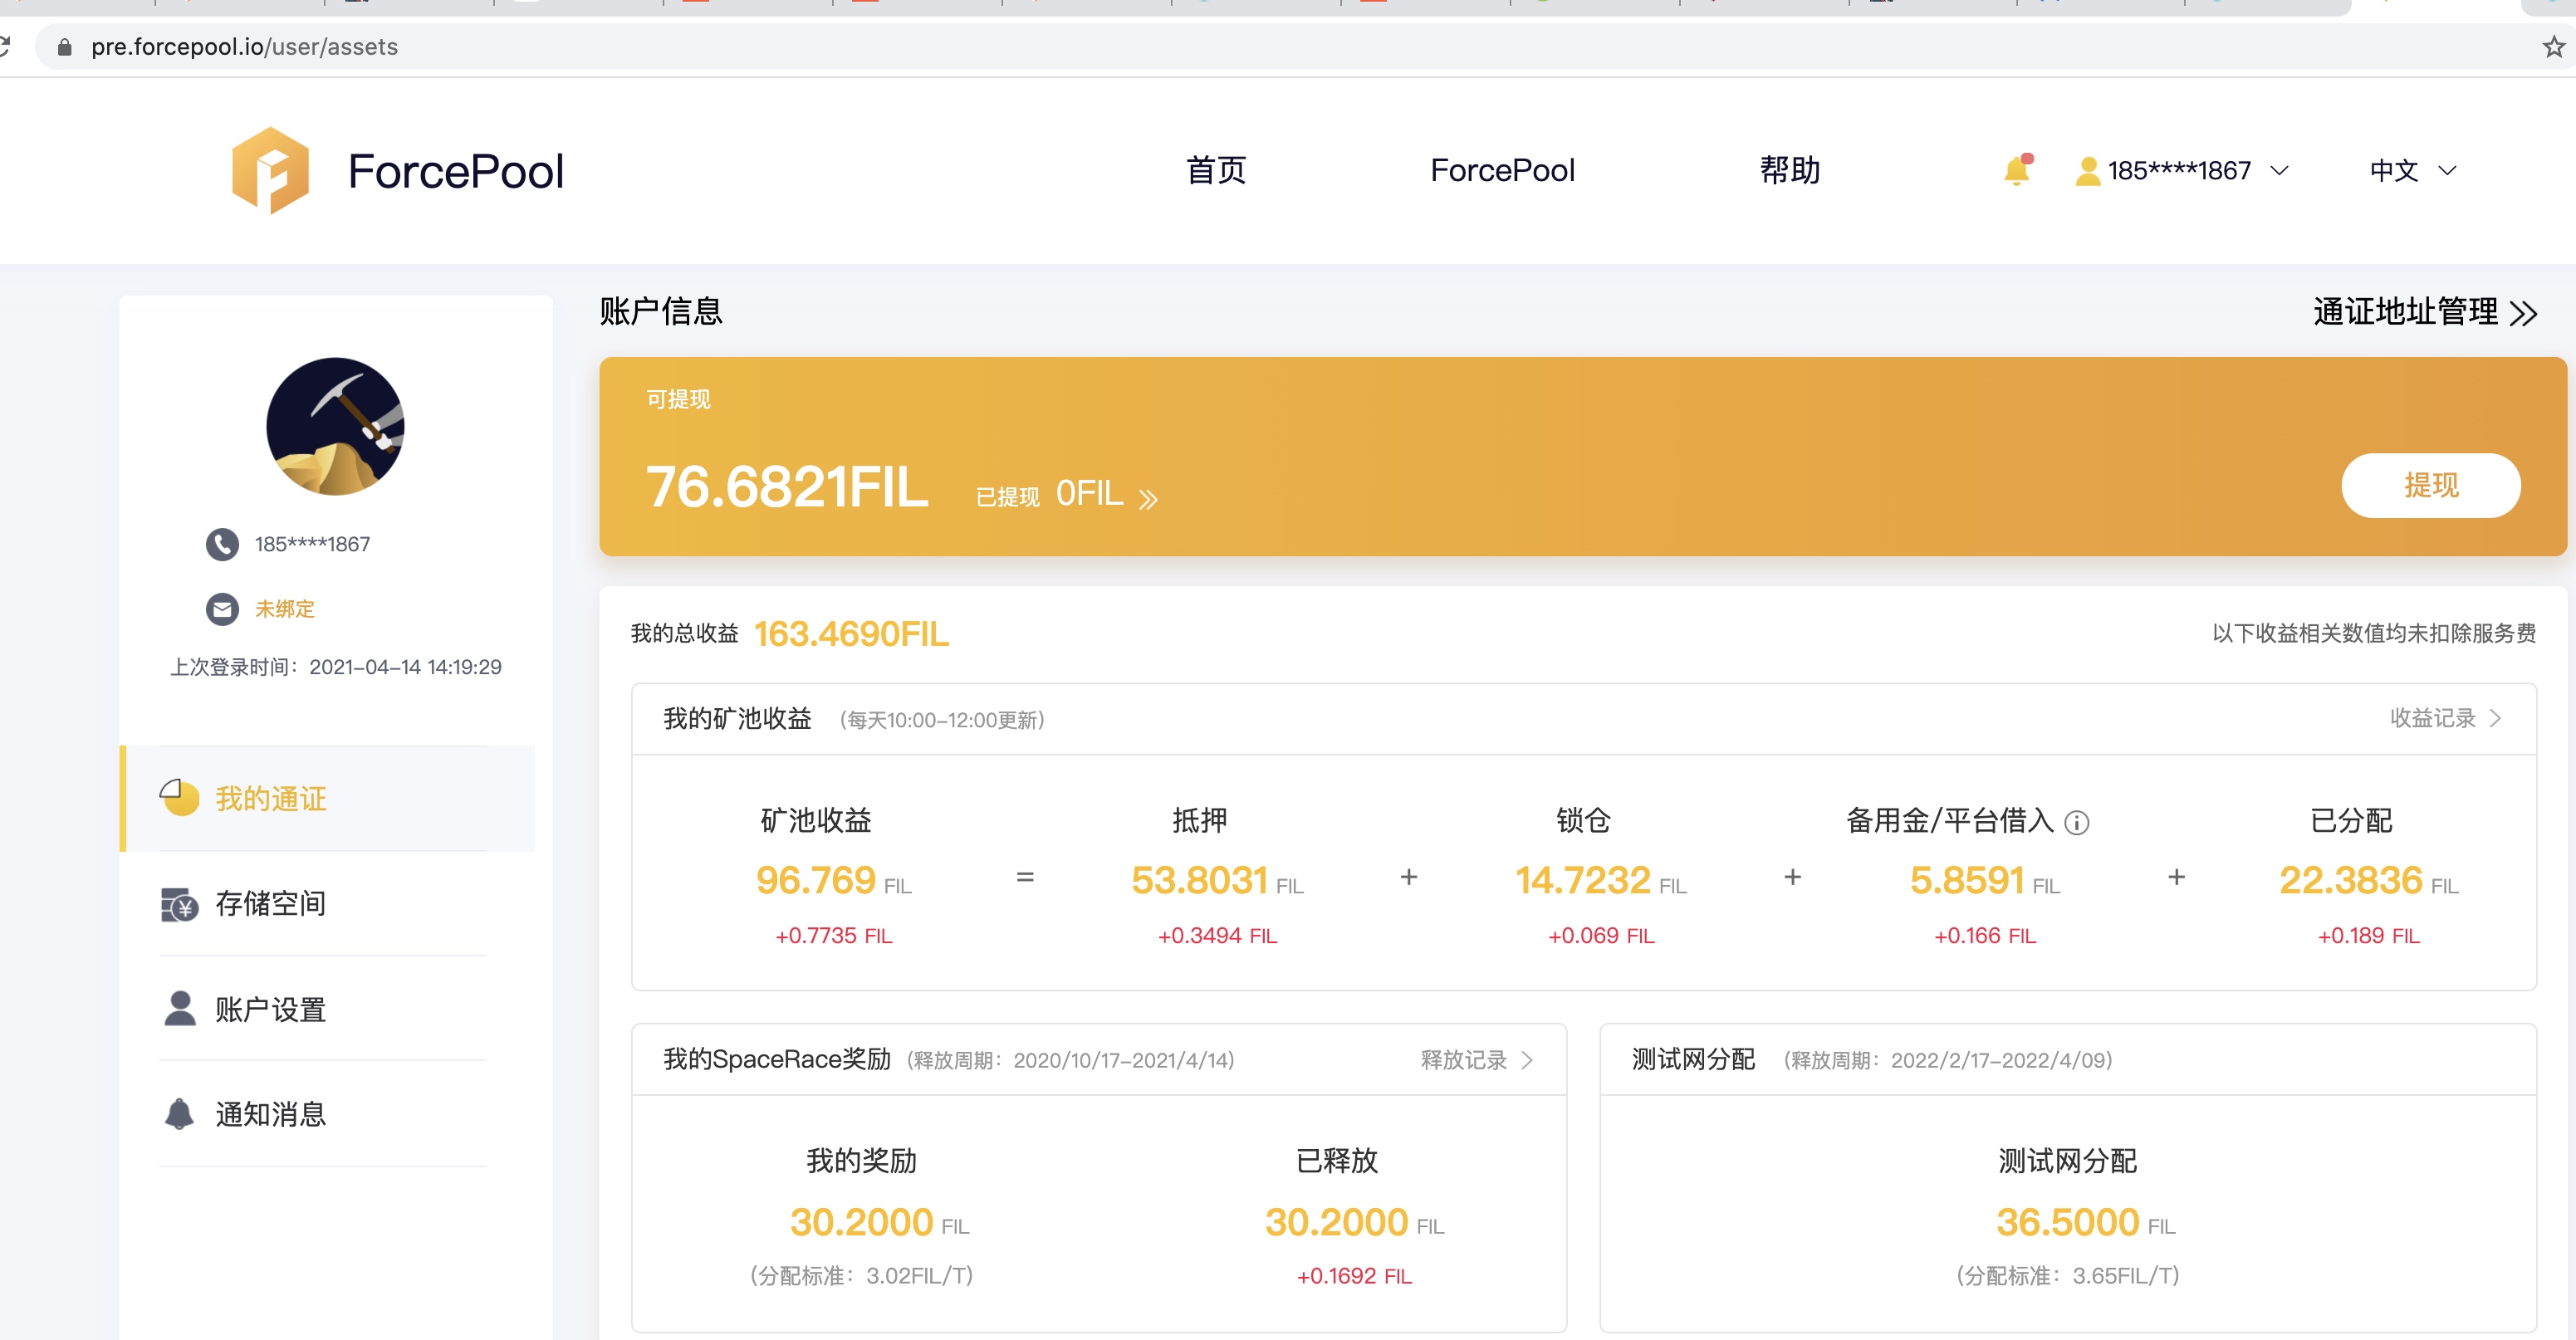 pre.forcepool.io/user/assets
ForcePool
首页
ForcePool
帮助
185****1867
中文
185****1867
未绑定
上次登录时间：2021-04-14 14:19:29
我的通证
存储空间
账户设置
通知消息
账户信息
通证地址管理
可提现
76.6821FIL 已提现 0FIL
提现
我的总收益 163.4690FIL
以下收益相关数值均未扣除服务费
我的矿池收益 (每天10:00-12:00更新)
收益记录
矿池收益 抵押 锁仓 备用金/平台借入 已分配
96.769 FIL = 53.8031 FIL + 14.7232 FIL + 5.8591 FIL + 22.3836 FIL
+0.7735 FIL +0.3494 FIL +0.069 FIL +0.166 FIL +0.189 FIL
我的SpaceRace奖励 (释放周期：2020/10/17-2021/4/14)
释放记录
我的奖励 已释放
30.2000 FIL 30.2000 FIL
(分配标准：3.02FIL/T) +0.1692 FIL
测试网分配 (释放周期：2022/2/17-2022/4/09)
测试网分配
36.5000 FIL
(分配标准：3.65FIL/T)